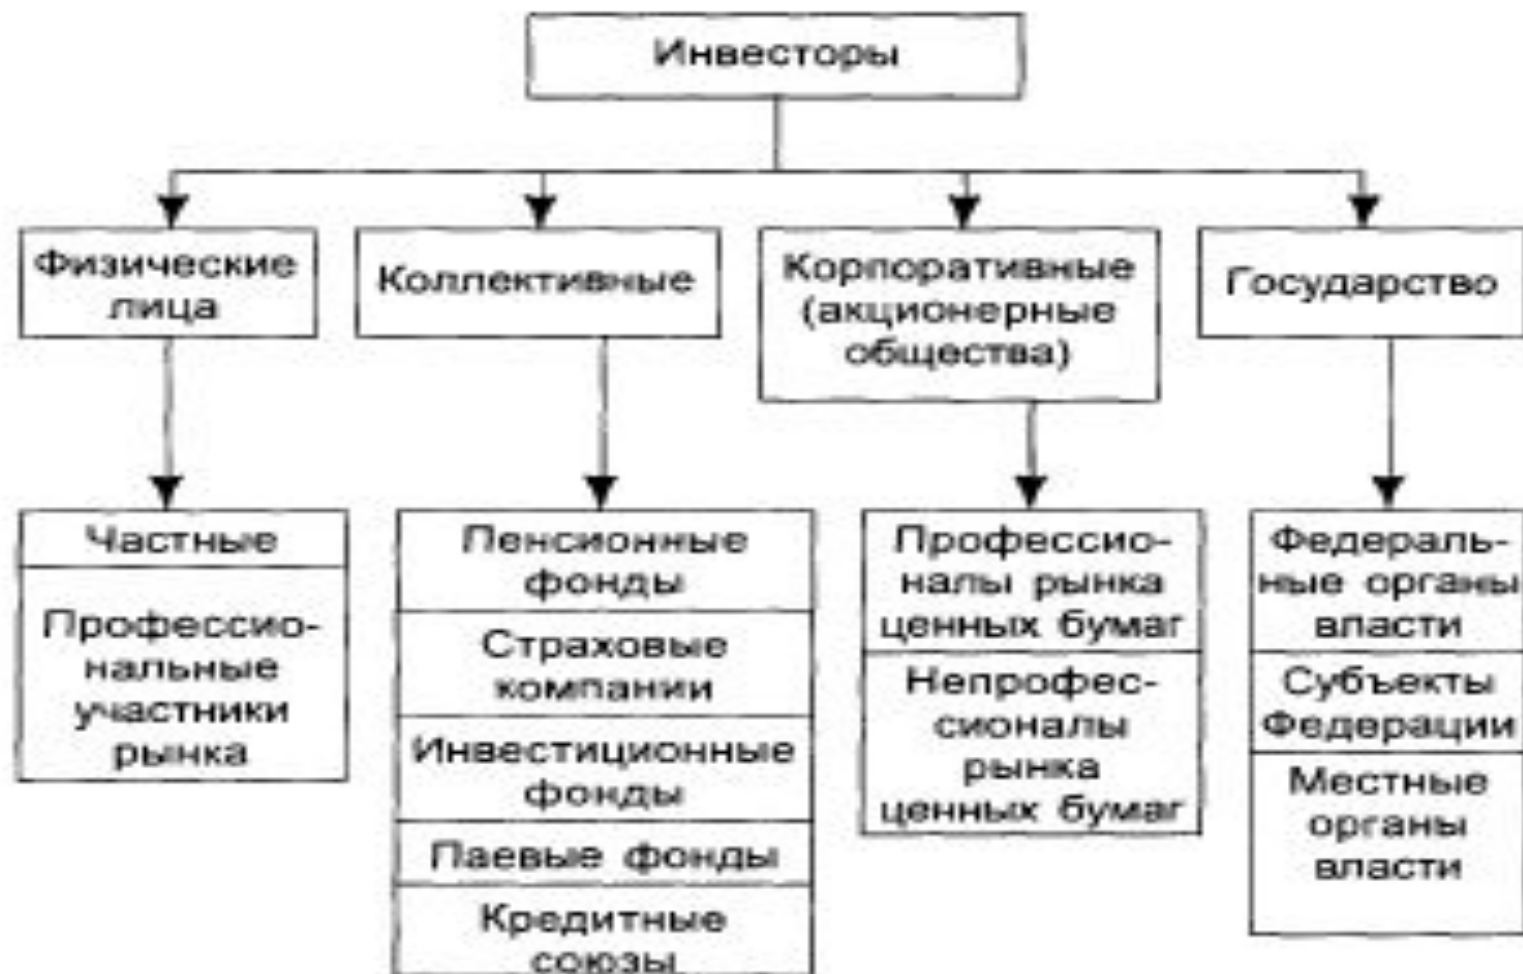 Инвесторы
Физические
лица
Коллективные
Корпоративные
(акционерные
общества)
Государство
Частные
Профессио-
нальные
участники
рынка
Пенсионные
фонды
Страховые
компании
Инвестиционные
фонды
Паевые фонды
Кредитные
союзы
Профессио-
налы рынка
ценных бумаг
Непрофес-
сионалы
рынка
ценных бумаг
Федераль-
ные органы
власти
Субъекты
Федерации
Местные
органы
власти